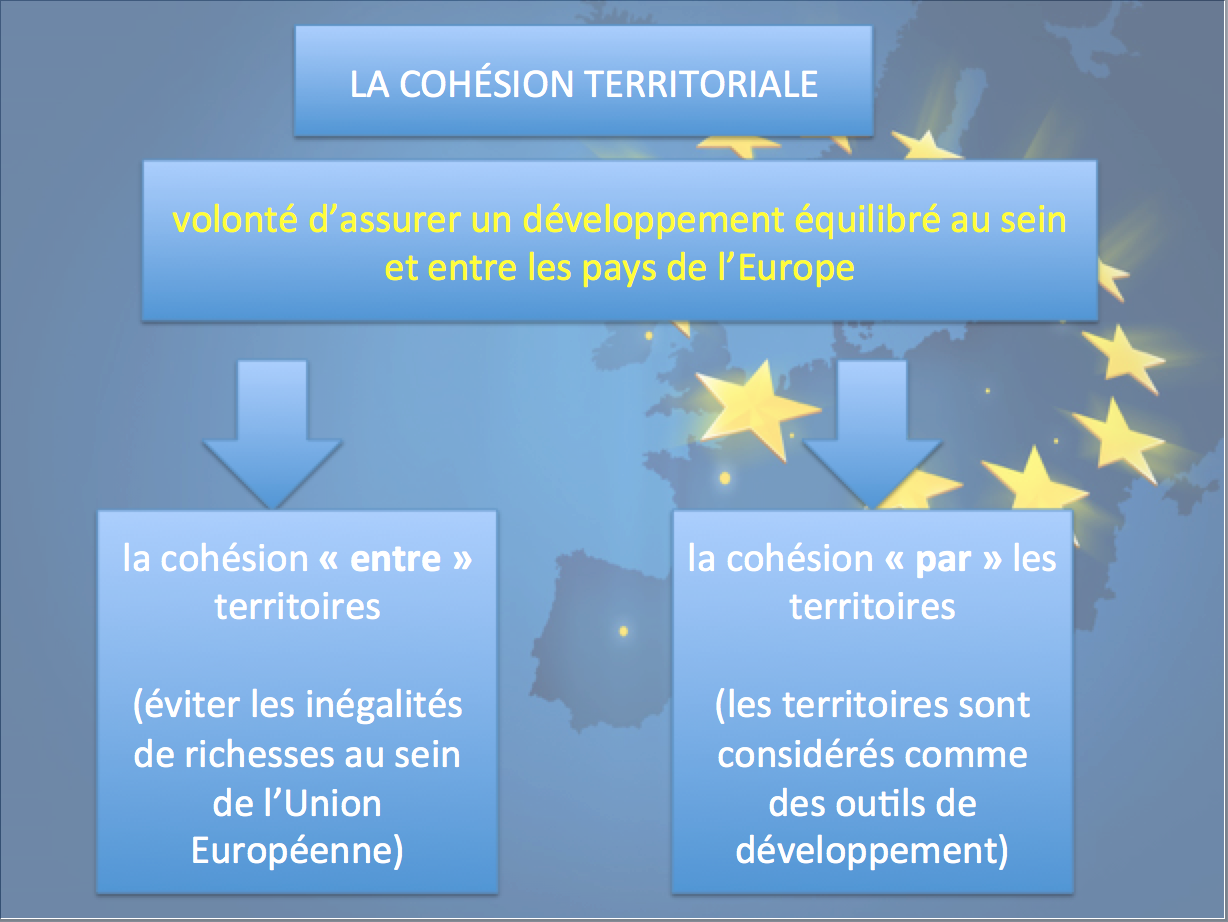 LA COHÉSION TERRITORIALE
volonté d’assurer un développement équilibré au sein
et entre les pays de l’Europe
la cohésion « entre »
territoires
(éviter les inégalités
de richesses au sein
de l’Union
Européenne)
la cohésion « par » les
territoires
(les territoires sont
considérés comme
des outils de
développement)